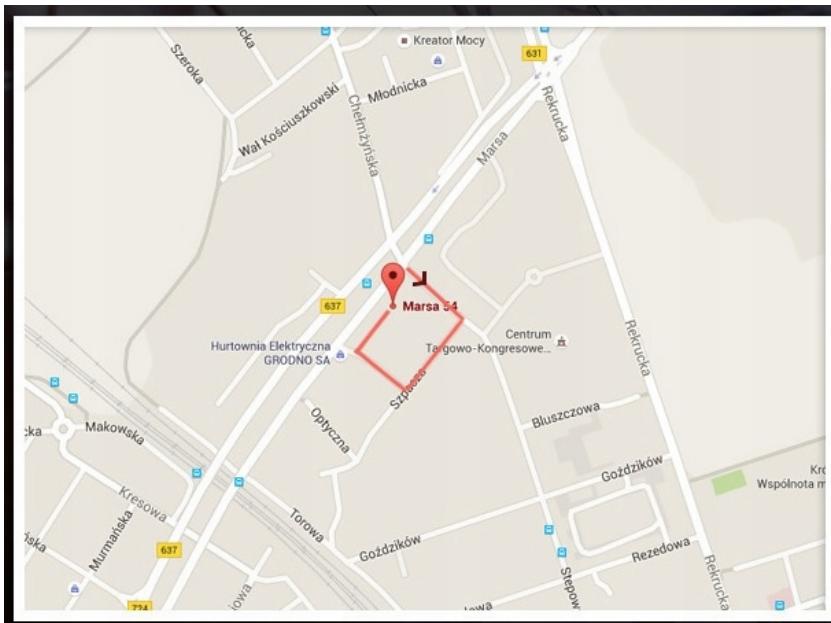 Kreator Mocy
631
Szeroka
Młodnicka
Wał Kościuszkowski
Chełmżyńska
Marsa
Rekrucka
Marsa 54
637
Hurtownia Elektryczna
GRODNO SA
Centrum
Targowo-Kongresowe...
Rekrucka
Szpacza
Optyczna
Bluszczowa
Makowska
Goździków
Kresowa
Torowa
Wspólnota m
Murmańska
637
Goździków
Rezedowa
Rekrucka
Stepow
724